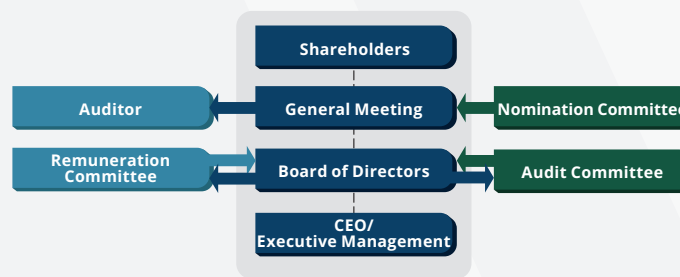 Shareholders
Auditor
General Meeting
Nomination Committee
Remuneration
Committee
Board of Directors
Audit Committee
CEO/
Executive Management